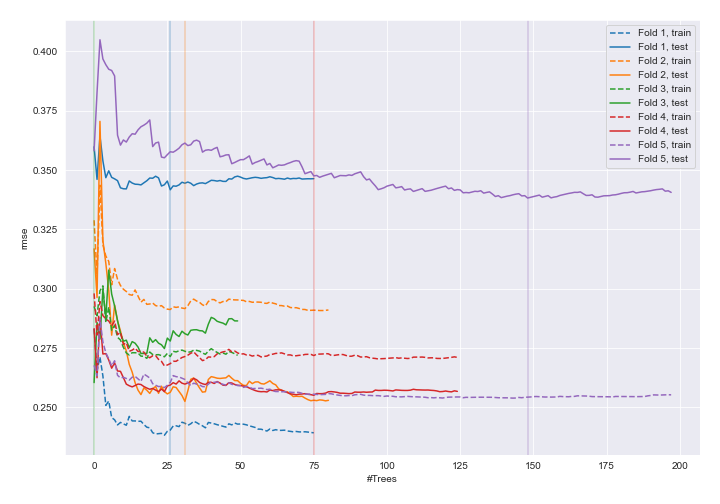 0.400
0.375
0.350
0.325
0.300
0.275
0.250
rmse
0 25 50 75 100 125 150 175 200
#Trees
Fold 1, train
Fold 1, test
Fold 2, train
Fold 2, test
Fold 3, train
Fold 3, test
Fold 4, train
Fold 4, test
Fold 5, train
Fold 5, test